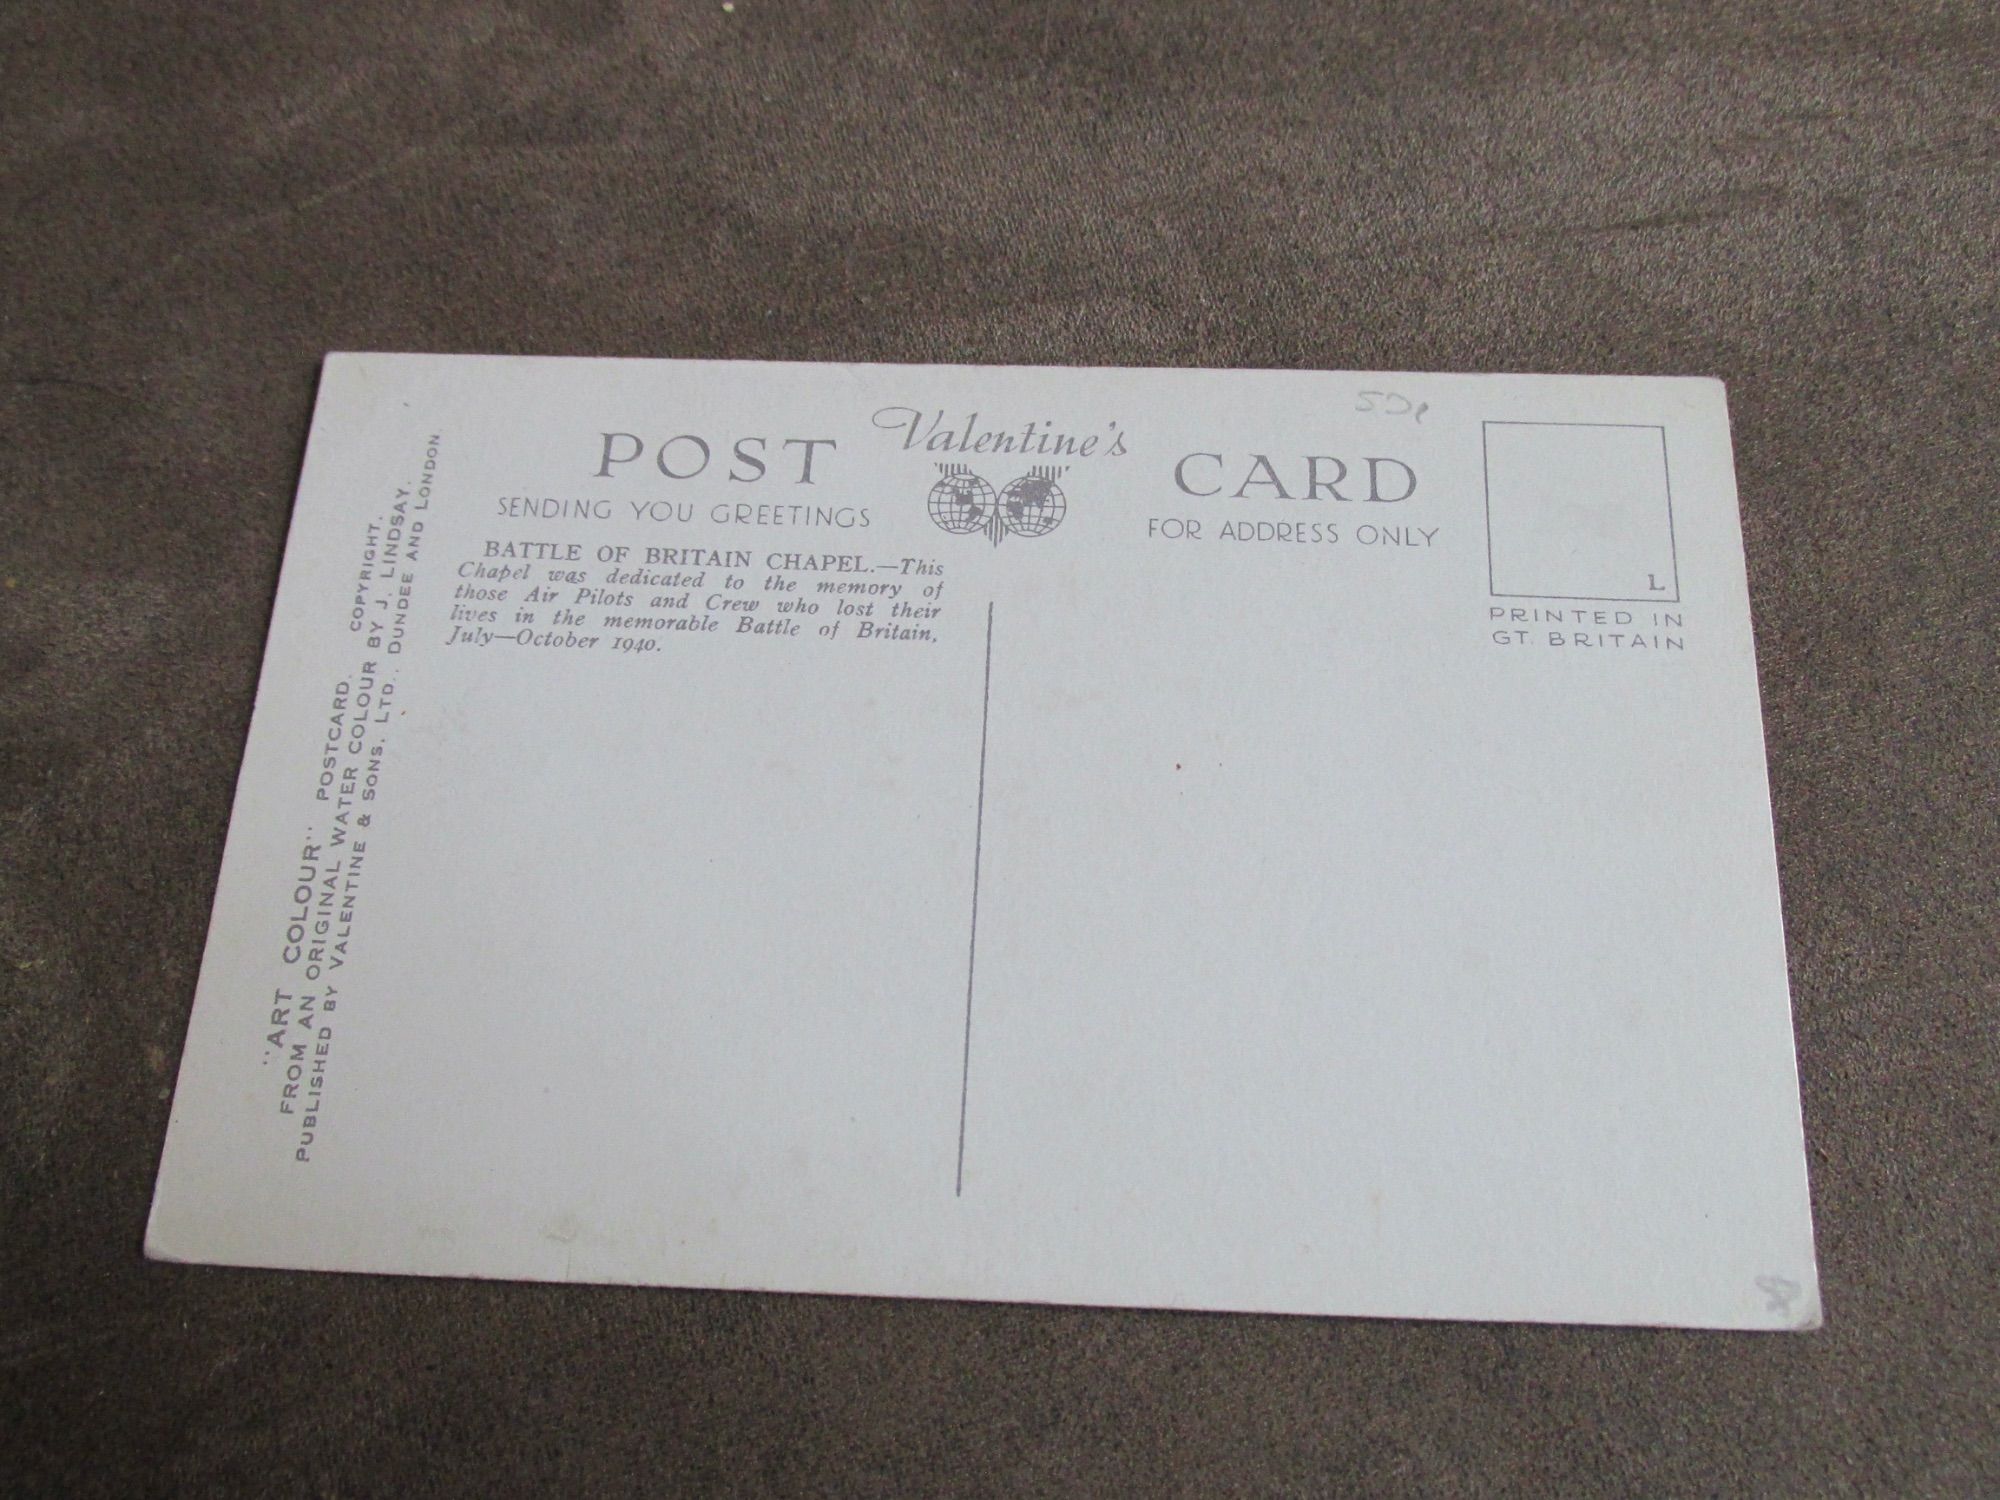 Valentine's
POST CARD
SENDING YOU GREETINGS
FOR ADDRESS ONLY
BATTLE OF BRITAIN CHAPEL.—This
Chapel was dedicated to the memory of
those Air Pilots and Crew who lost their
lives in the memorable Battle of Britain,
July—October 1940.
L
PRINTED IN
GT. BRITAIN
"ART COLOUR" POSTCARD. COPYRIGHT.
FROM AN ORIGINAL WATER COLOUR BY J. LINDSAY.
PUBLISHED BY VALENTINE & SONS. LTD., DUNDEE AND LONDON.